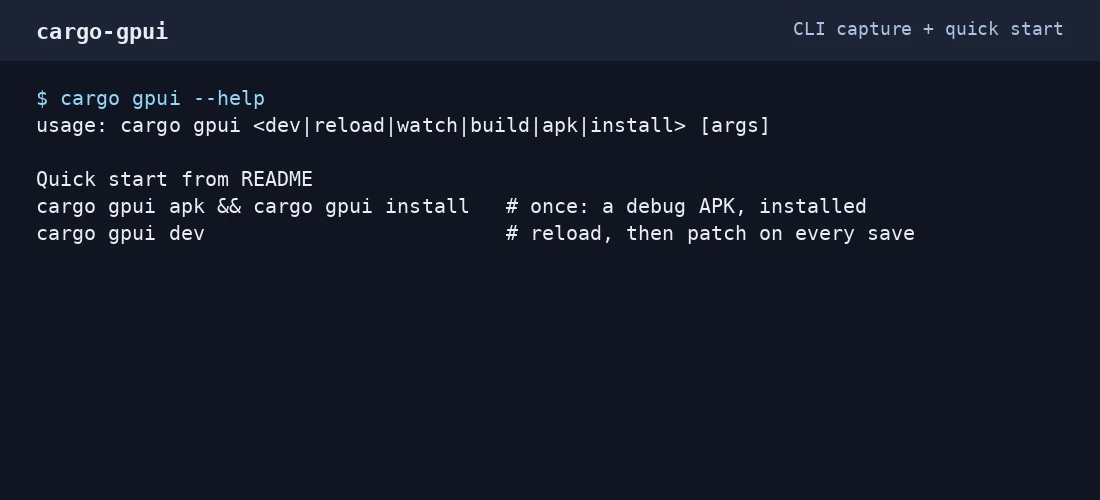 cargo-gpui
CLI capture + quick start
$ cargo gpui --help
usage: cargo gpui <dev|reload|watch|build|apk|install> [args]
Quick start from README
cargo gpui apk && cargo gpui install   # once: a debug APK, installed
cargo gpui dev                         # reload, then patch on every save